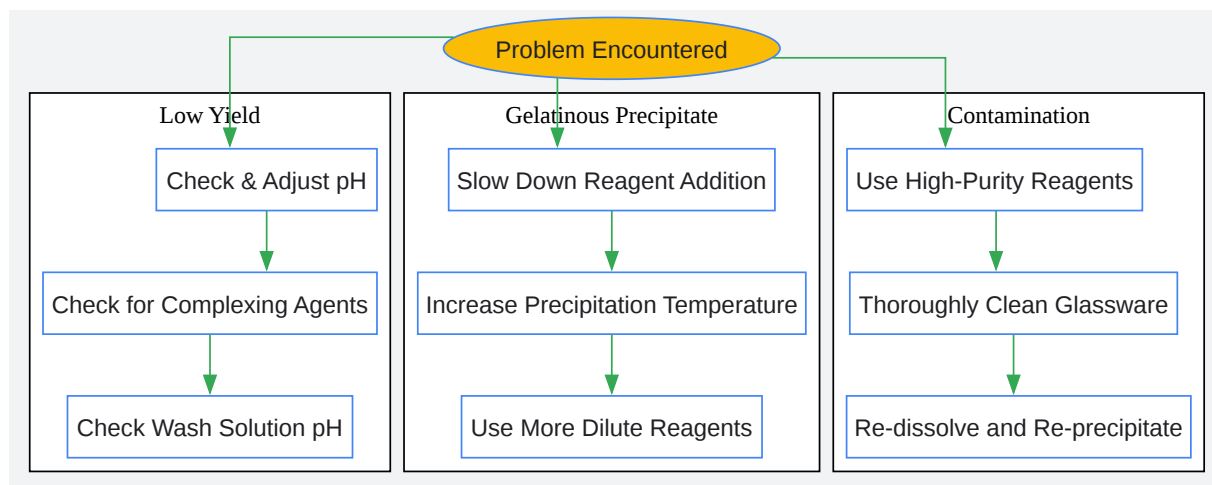 Problem Encountered
Low Yield
Check & Adjust pH
Check for Complexing Agents
Check Wash Solution pH
Gelatinous Precipitate
Slow Down Reagent Addition
Increase Precipitation Temperature
Use More Dilute Reagents
Contamination
Use High-Purity Reagents
Thoroughly Clean Glassware
Re-dissolve and Re-precipitate